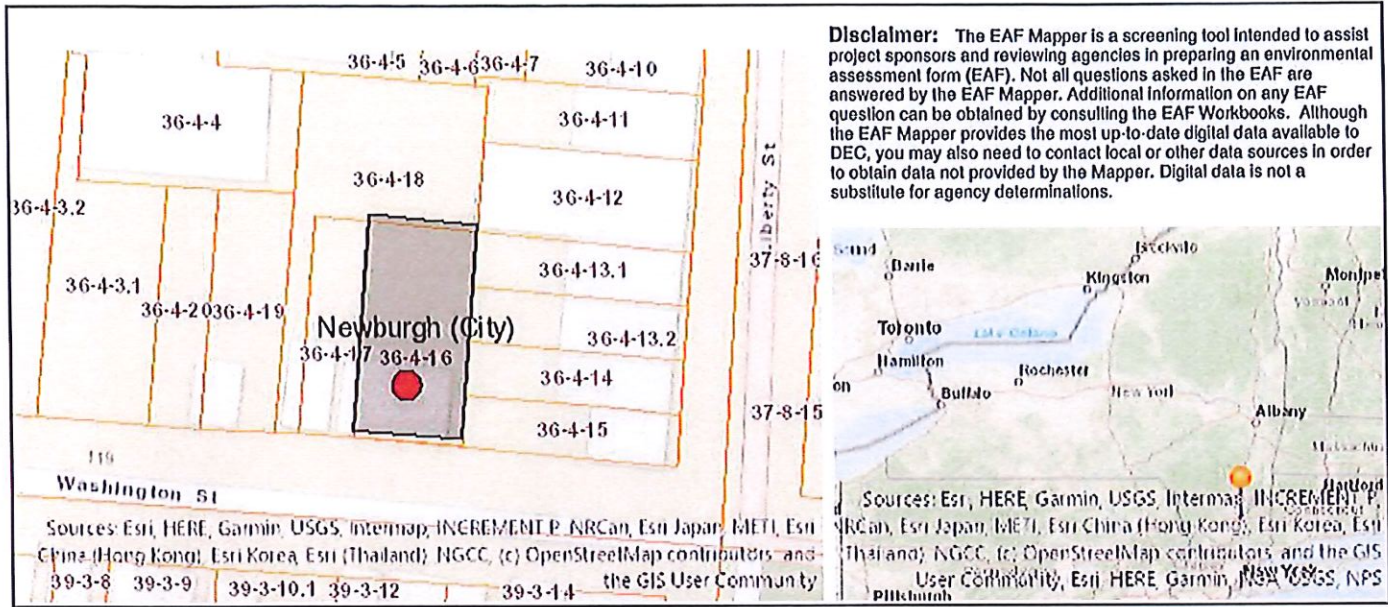 Disclaimer: The EAF Mapper is a screening tool intended to assist
project sponsors and reviewing agencies in preparing an environmental
assessment form (EAF). Not all questions asked in the EAF are
answered by the EAF Mapper. Additional information on any EAF
question can be obtained by consulting the EAF Workbooks. Although
the EAF Mapper provides the most up-to-date digital data available to
DEC, you may also need to contact local or other data sources in order
to obtain data not provided by the Mapper. Digital data is not a
substitute for agency determinations.
36-4-5 36-4-6 36-4-7 36-4-10
36-4-4
36-4-11
36-4-18
36-4-12
36-4-3.2
Liberty St
37-8-16
36-4-13.1
36-4-3.1
36-4-20 36-4-19
Newburgh (City)
36-4-13.2
36-4-17 36-4-16
36-4-14
37-8-15
36-4-15
119
Washington St
Sources: Esri, HERE, Garmin, USGS, Intermap, INCREMENT P, NRCan, Esri Japan, METI, Esri
China (Hong Kong), Esri Korea, Esri (Thailand), NGCC, (c) OpenStreetMap contributors, and
the GIS User Community
39-3-8 39-3-9 39-3-10.1 39-3-12 39-3-14
Barrie
Kingston
Toronto
Hamilton
Rochester
Buffalo
New York
Albany
Hartford
Sources: Esri, HERE, Garmin, USGS, Intermap, INCREMENT P,
NRCan, Esri Japan, METI, Esri China (Hong Kong), Esri Korea, Esri
(Thailand), NGCC, (c) OpenStreetMap contributors, and the GIS
User Community, Esri, HERE, Garmin, USGS, NPS
New York
Pittsburgh